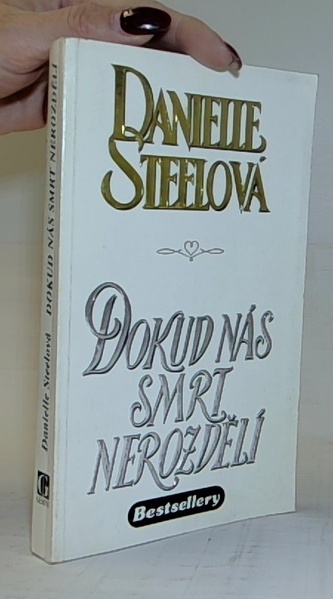 DANIELLE
STEELOVÁ
DOKUD NÁS
SMRT
NEROZDĚLÍ
Bestsellery
Danielle Steelová DOKUD NÁS SMRT NEROZDĚLÍ